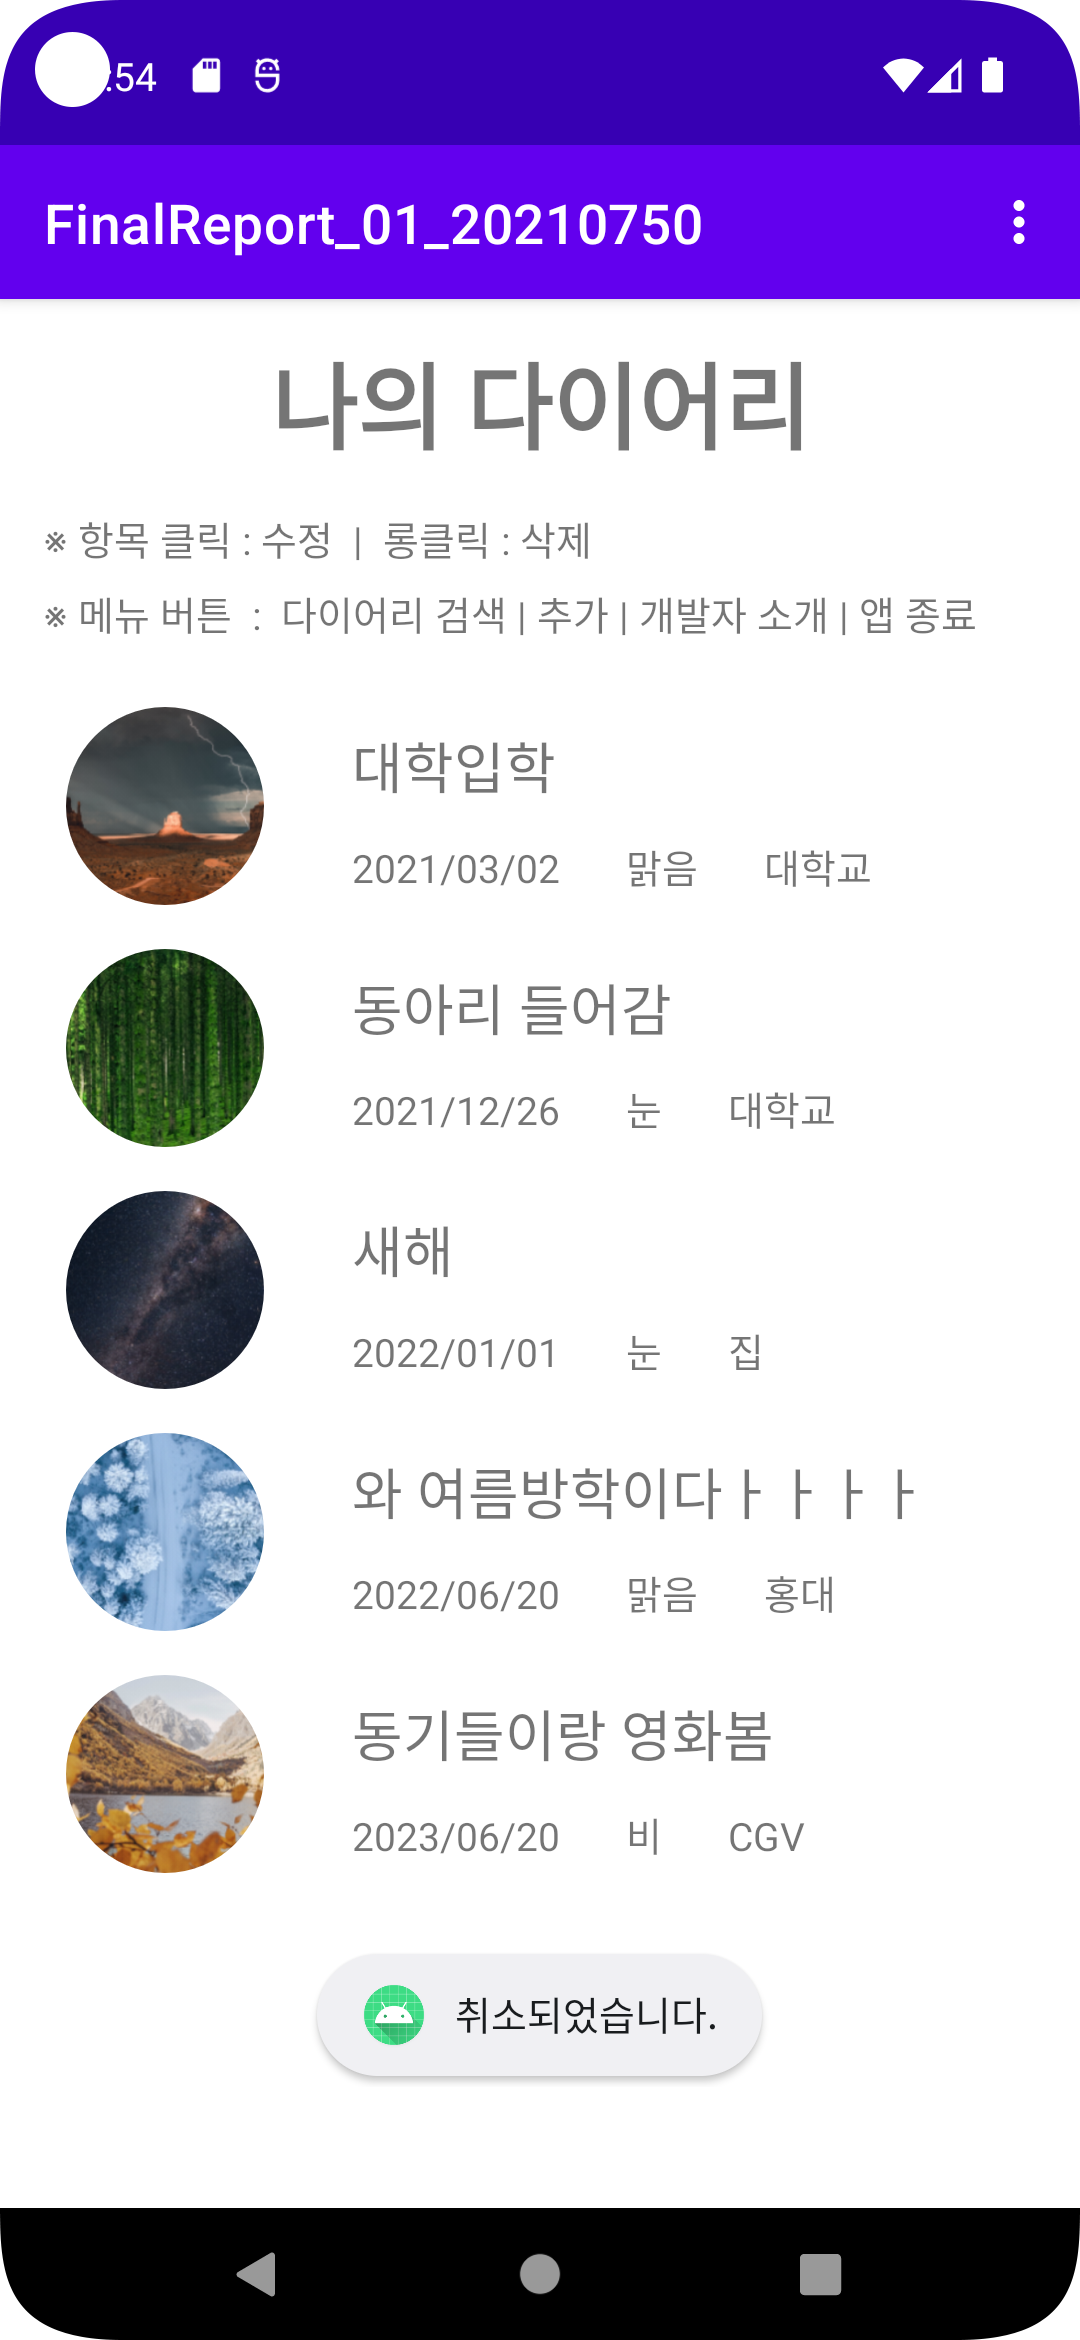 :54
FinalReport_01_20210750
나의 다이어리
※ 항목 클릭 : 수정 | 롱클릭 : 삭제
※ 메뉴 버튼 : 다이어리 검색 | 추가 | 개발자 소개 | 앱 종료
대학입학
2021/03/02 맑음 대학교
동아리 들어감
2021/12/26 눈 대학교
새해
2022/01/01 눈 집
와 여름방학이다ㅏㅏㅏㅏ
2022/06/20 맑음 홍대
동기들이랑 영화봄
2023/06/20 비 CGV
취소되었습니다.